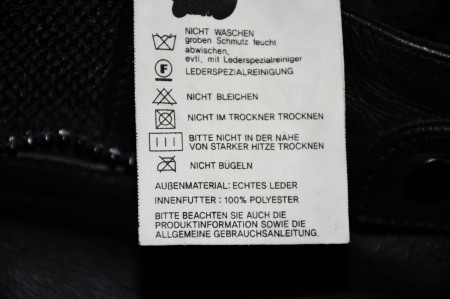 NICHT WASCHEN
groben Schmutz feucht
abwischen,
evtl. mit Lederspezialreiniger
F LEDERSPEZIALREINIGUNG
NICHT BLEICHEN
NICHT IM TROCKNER TROCKNEN
BITTE NICHT IN DER NÄHE
VON STARKER HITZE TROCKNEN
NICHT BÜGELN
AUßENMATERIAL: ECHTES LEDER
INNENFUTTER: 100% POLYESTER
BITTE BEACHTEN SIE AUCH DIE
PRODUKTINFORMATION SOWIE DIE
ALLGEMEINE GEBRAUCHSANLEITUNG.